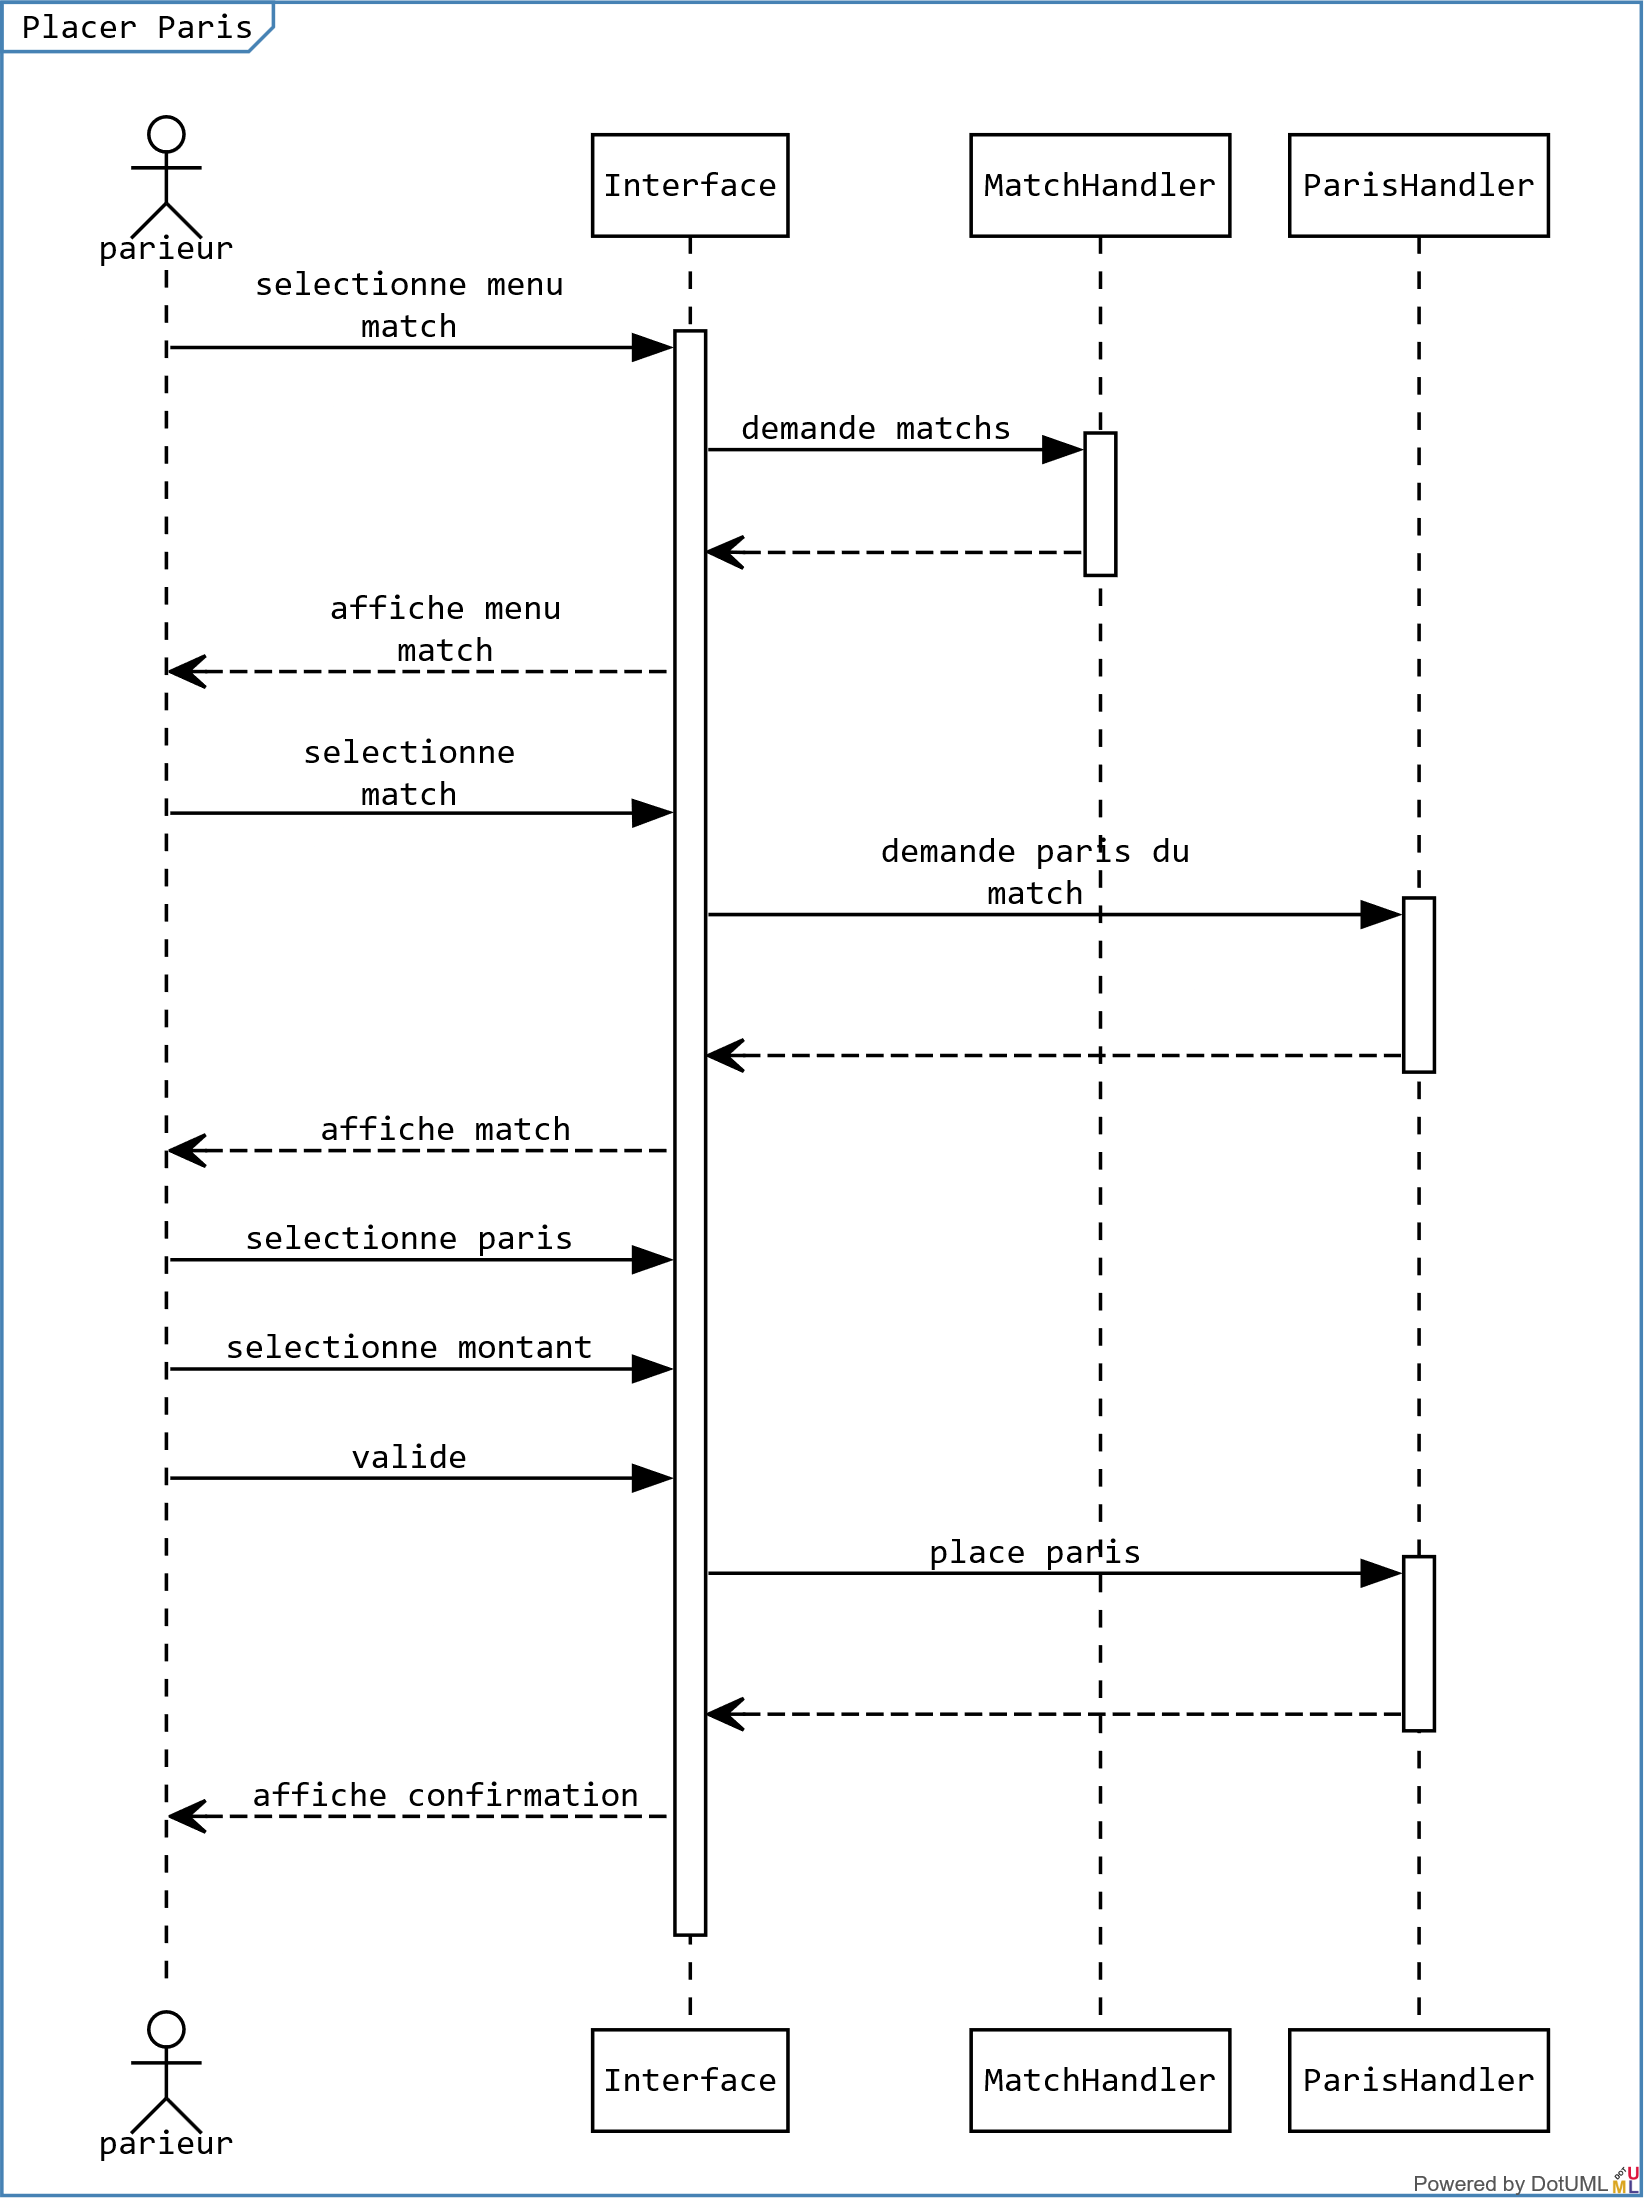 Placer Paris
parieur
Interface
MatchHandler
ParisHandler
selectionne menu
match
demande matchs
affiche menu
match
selectionne
match
demande paris du
match
affiche match
selectionne paris
selectionne montant
valide
place paris
affiche confirmation
parieur
Interface
MatchHandler
ParisHandler
Powered by DotUML
DOT
U
ML